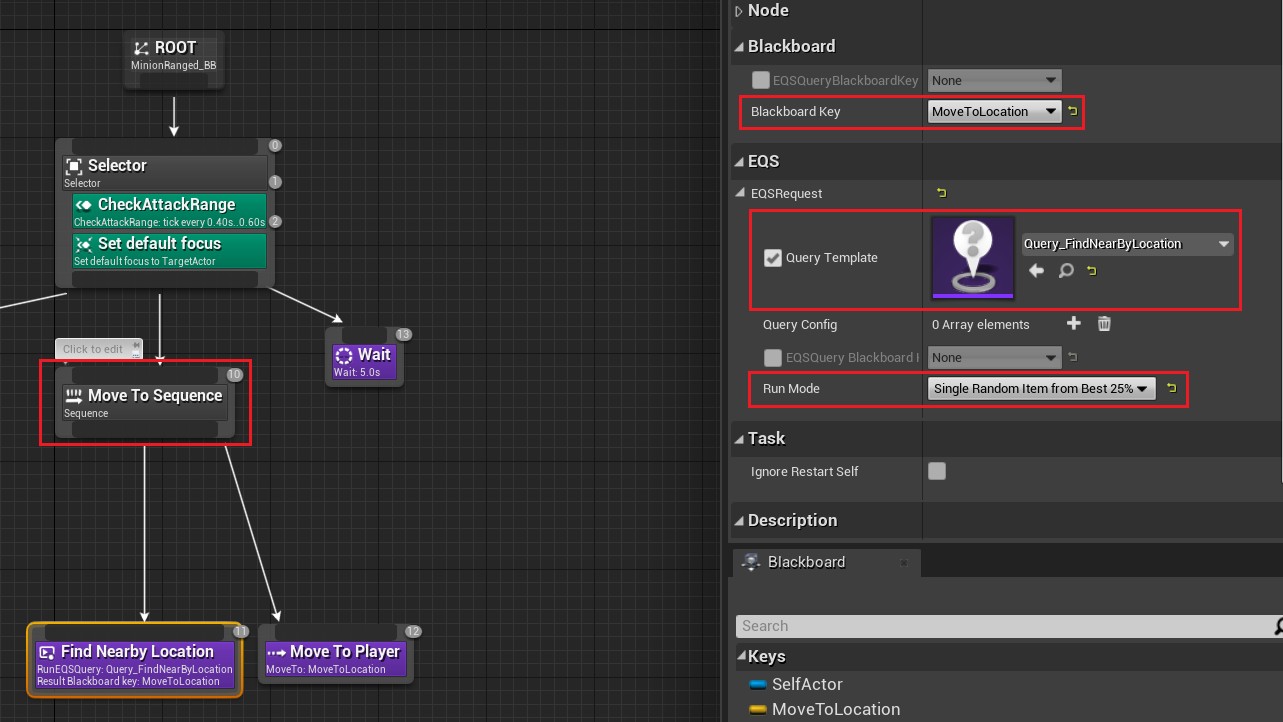 ROOT
MinionRanged_BB
0
Selector
Selector
1
CheckAttackRange
CheckAttackRange: tick every 0.40s..0.60s
2
Set default focus
Set default focus to TargetActor
13
Wait
Wait: 5.0s
Click to edit
10
Move To Sequence
Sequence
11
Find Nearby Location
RunEQSQuery: Query_FindNearByLocation
Result Blackboard key: MoveToLocation
12
Move To Player
MoveTo: MoveToLocation
Node
Blackboard
EQSQueryBlackboardKey None
Blackboard Key MoveToLocation
EQS
EQSRequest
Query Template Query_FindNearByLocation
Query Config 0 Array elements
EQSQuery Blackboard None
Run Mode Single Random Item from Best 25%
Task
Ignore Restart Self
Description
Blackboard
Search
Keys
SelfActor
MoveToLocation